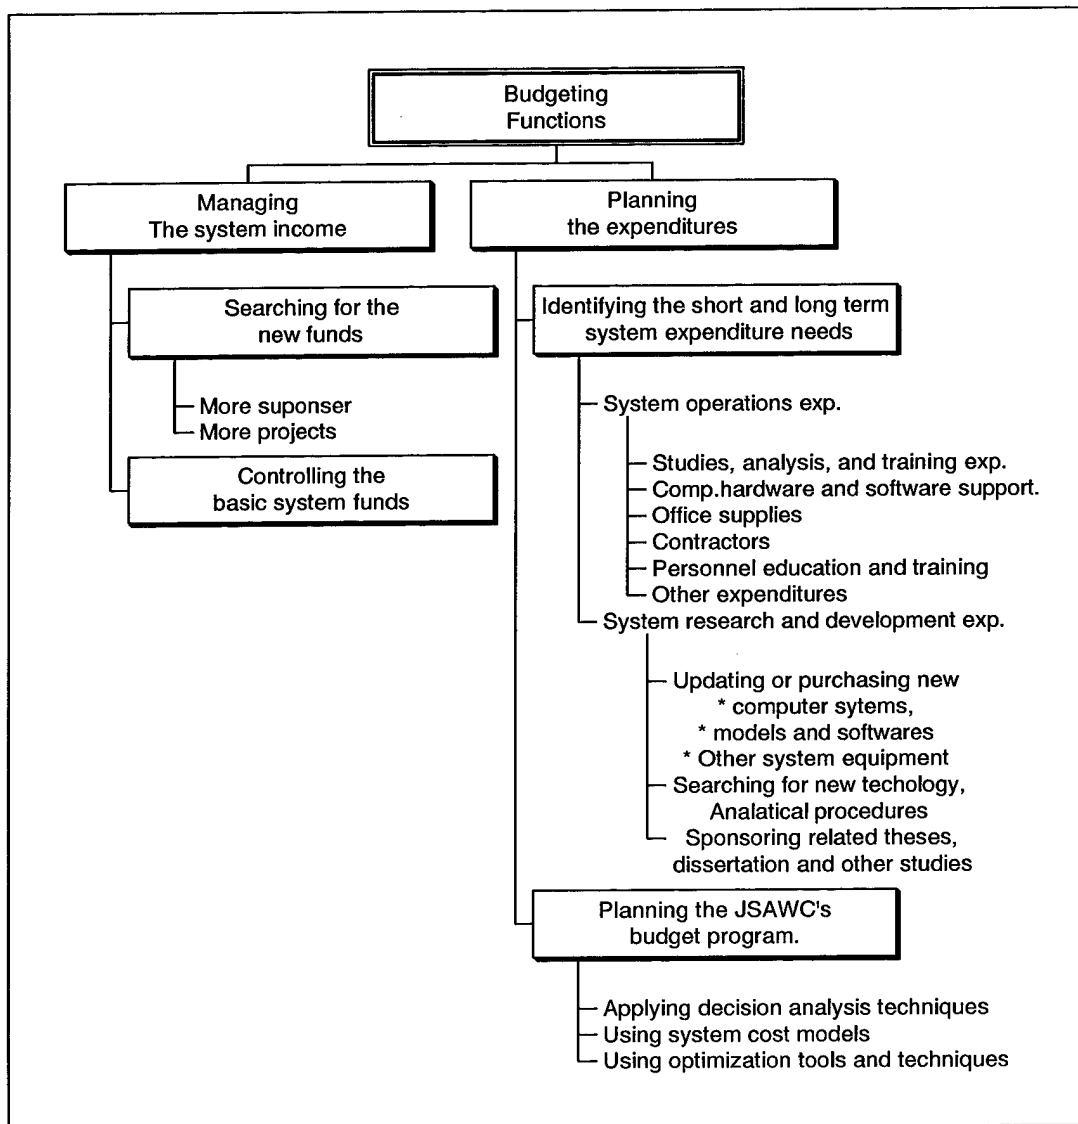 Budgeting
Functions
Managing
The system income
Searching for the
new funds
More suponser
More projects
Controlling the
basic system funds
Planning
the expenditures
Identifying the short and long term
system expenditure needs
System operations exp.
Studies, analysis, and training exp.
Comp.hardware and software support.
Office supplies
Contractors
Personnel education and training
Other expenditures
System research and development exp.
Updating or purchasing new
* computer sytems,
* models and softwares
* Other system equipment
Searching for new techology,
Analatical procedures
Sponsoring related theses,
dissertation and other studies
Planning the JSAWC's
budget program.
Applying decision analysis techniques
Using system cost models
Using optimization tools and techniques